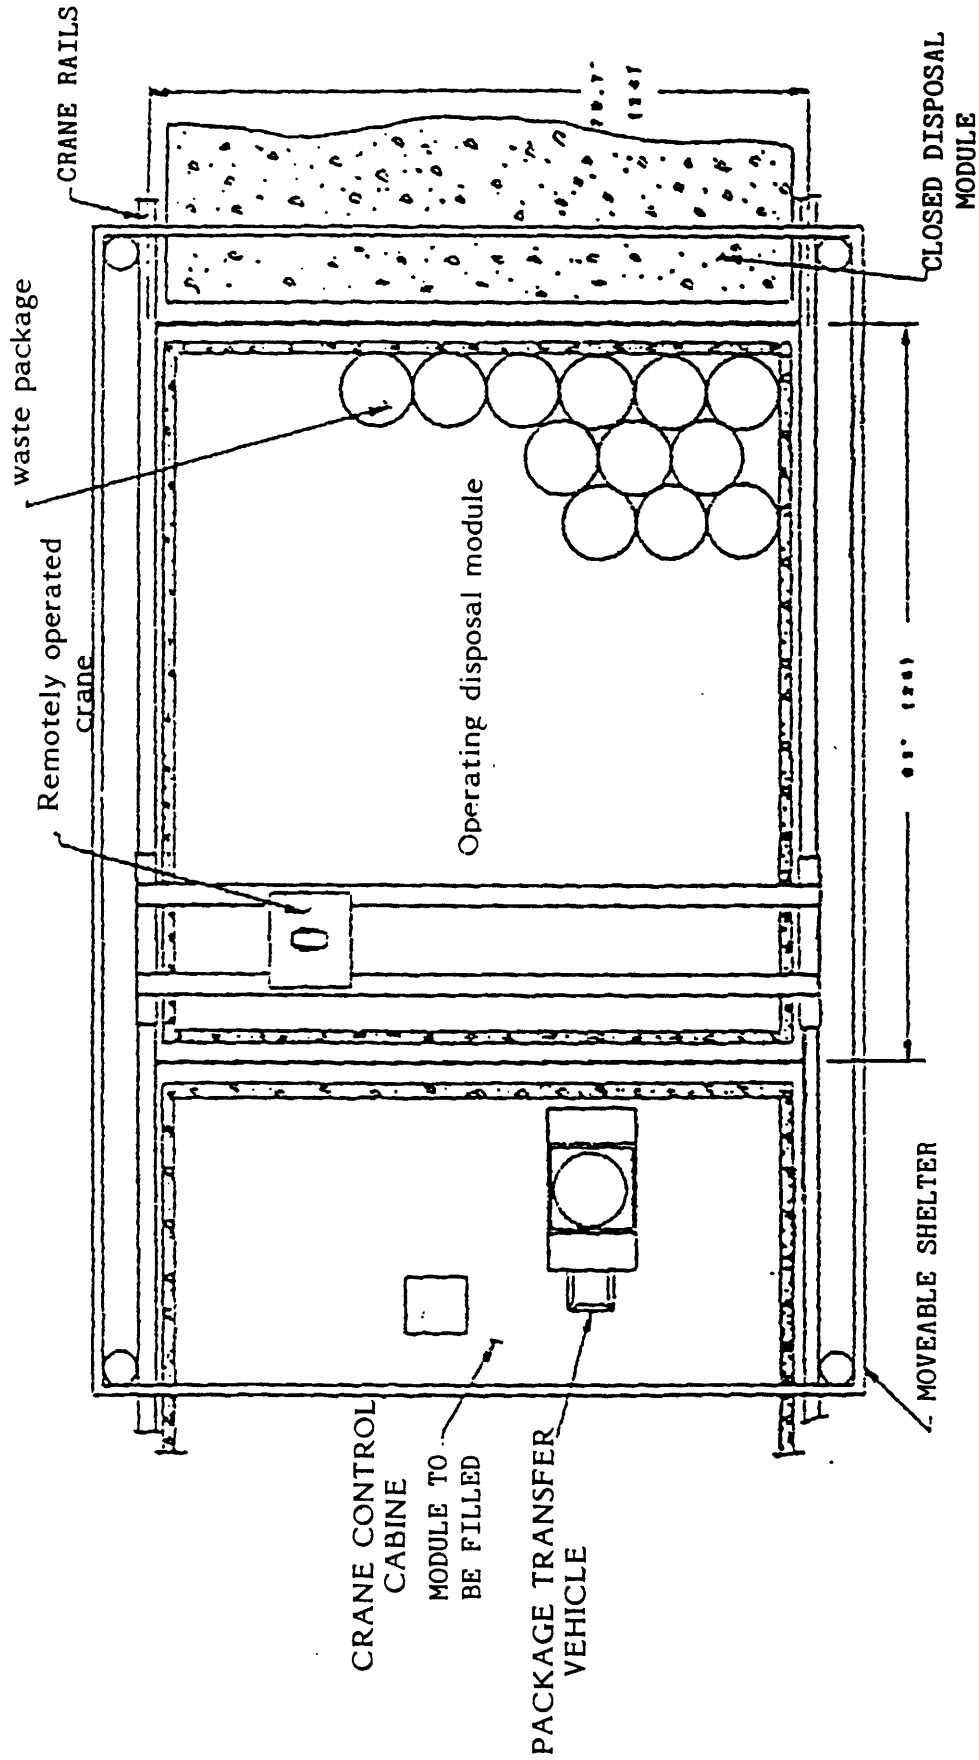 CRANE RAILS
waste package
Remotely operated
crane
Operating disposal module
CLOSED DISPOSAL
MODULE
CRANE CONTROL
CABINE
MODULE TO
BE FILLED
PACKAGE TRANSFER
VEHICLE
MOVEABLE SHELTER